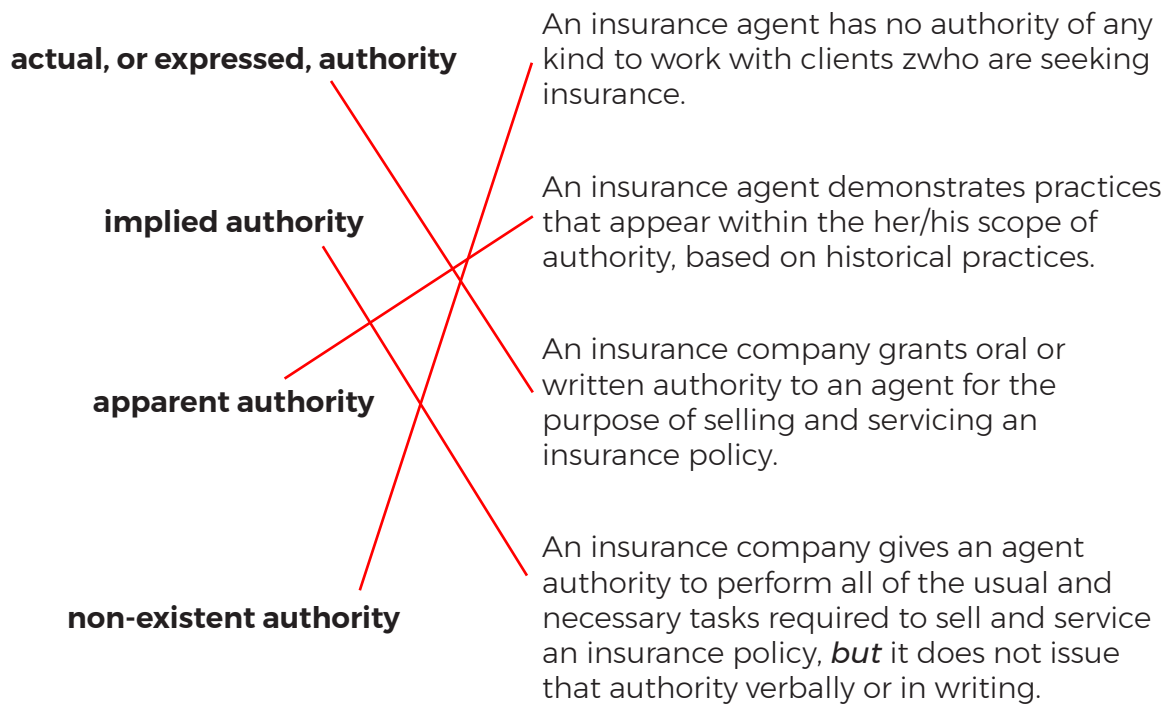 actual, or expressed, authority
An insurance agent has no authority of any
kind to work with clients zwho are seeking
insurance.
implied authority
An insurance agent demonstrates practices
that appear within the her/his scope of
authority, based on historical practices.
apparent authority
An insurance company grants oral or
written authority to an agent for the
purpose of selling and servicing an
insurance policy.
non-existent authority
An insurance company gives an agent
authority to perform all of the usual and
necessary tasks required to sell and service
an insurance policy, but it does not issue
that authority verbally or in writing.